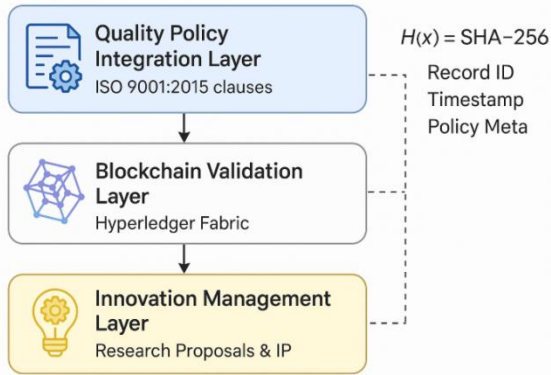 Quality Policy
Integration Layer
ISO 9001:2015 clauses
H(x) = SHA–256
Record ID
Timestamp
Policy Meta
Blockchain Validation
Layer
Hyperledger Fabric
Innovation Management
Layer
Research Proposals & IP